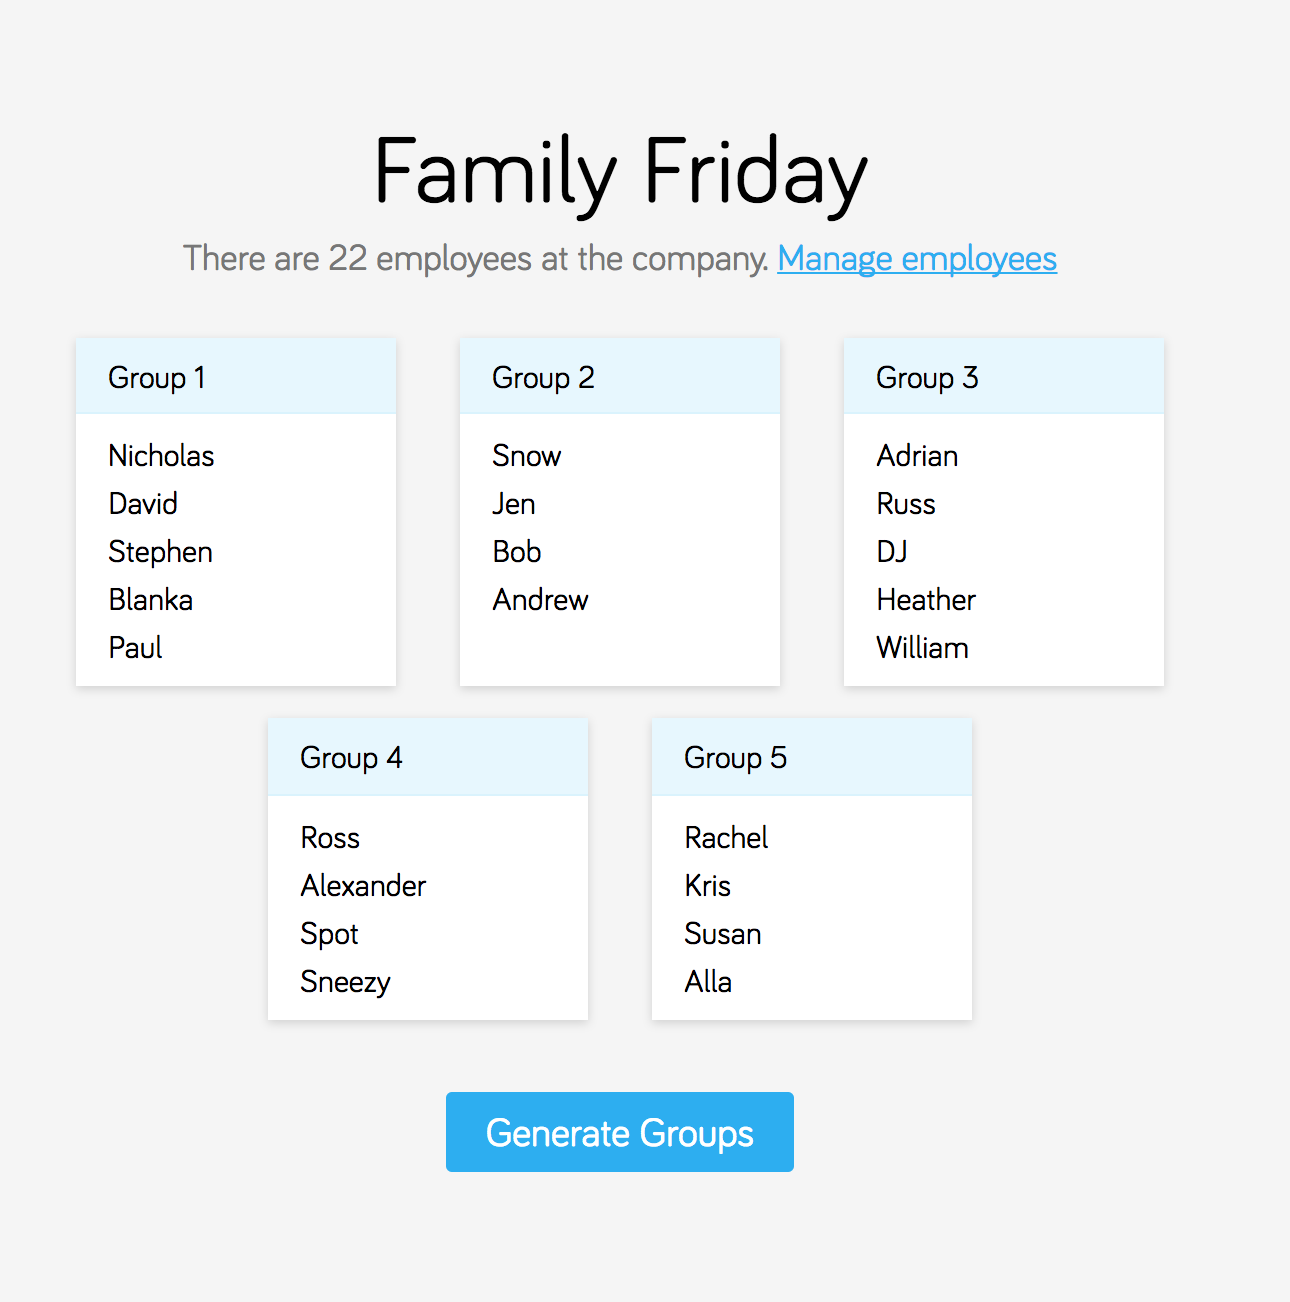 Family Friday
There are 22 employees at the company. Manage employees
Group 1
Nicholas
David
Stephen
Blanka
Paul
Group 2
Snow
Jen
Bob
Andrew
Group 3
Adrian
Russ
DJ
Heather
William
Group 4
Ross
Alexander
Spot
Sneezy
Group 5
Rachel
Kris
Susan
Alla
Generate Groups